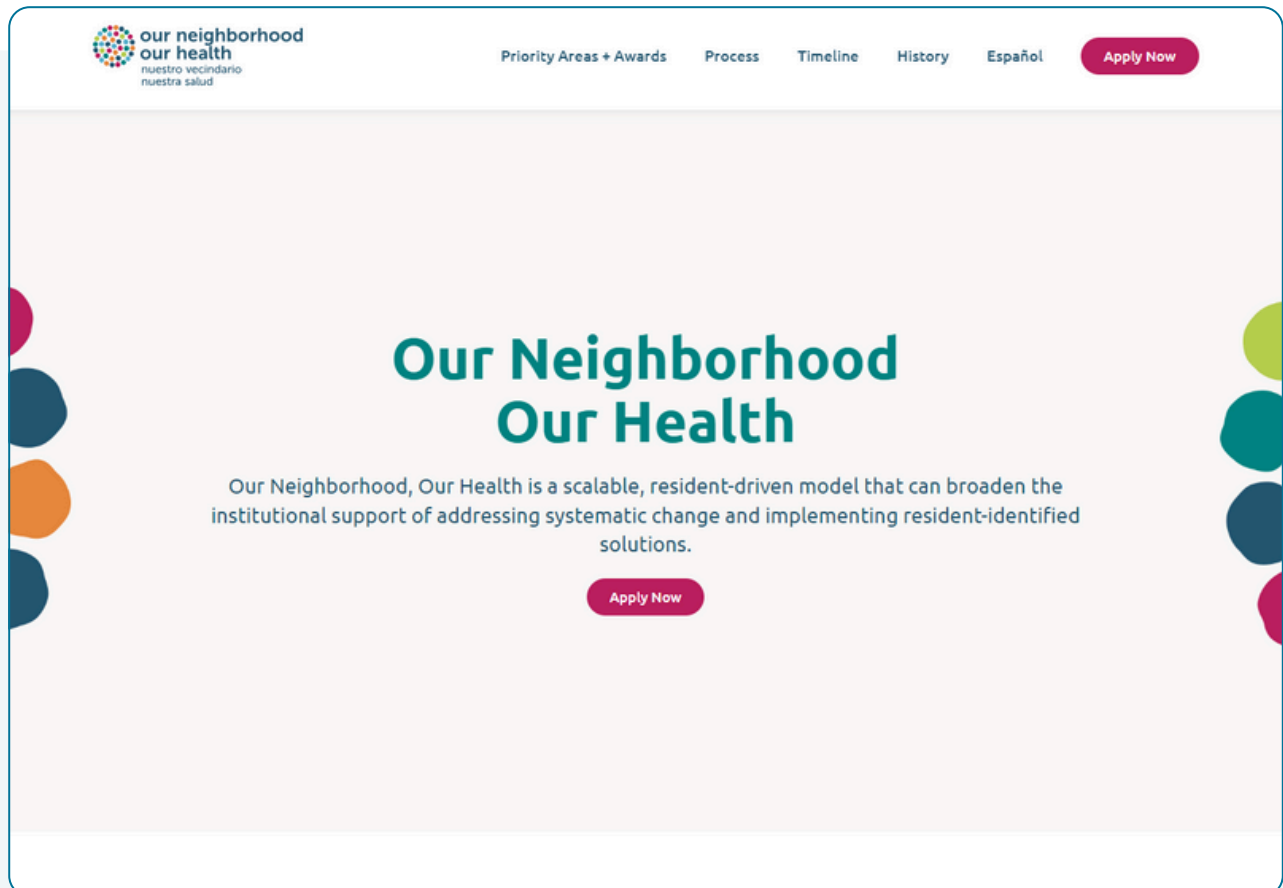 our neighborhood
our health
nuestro vecindario
nuestra salud
Priority Areas + Awards
Process
Timeline
History
Español
Apply Now
Our Neighborhood
Our Health
Our Neighborhood, Our Health is a scalable, resident-driven model that can broaden the
institutional support of addressing systematic change and implementing resident-identified
solutions.
Apply Now